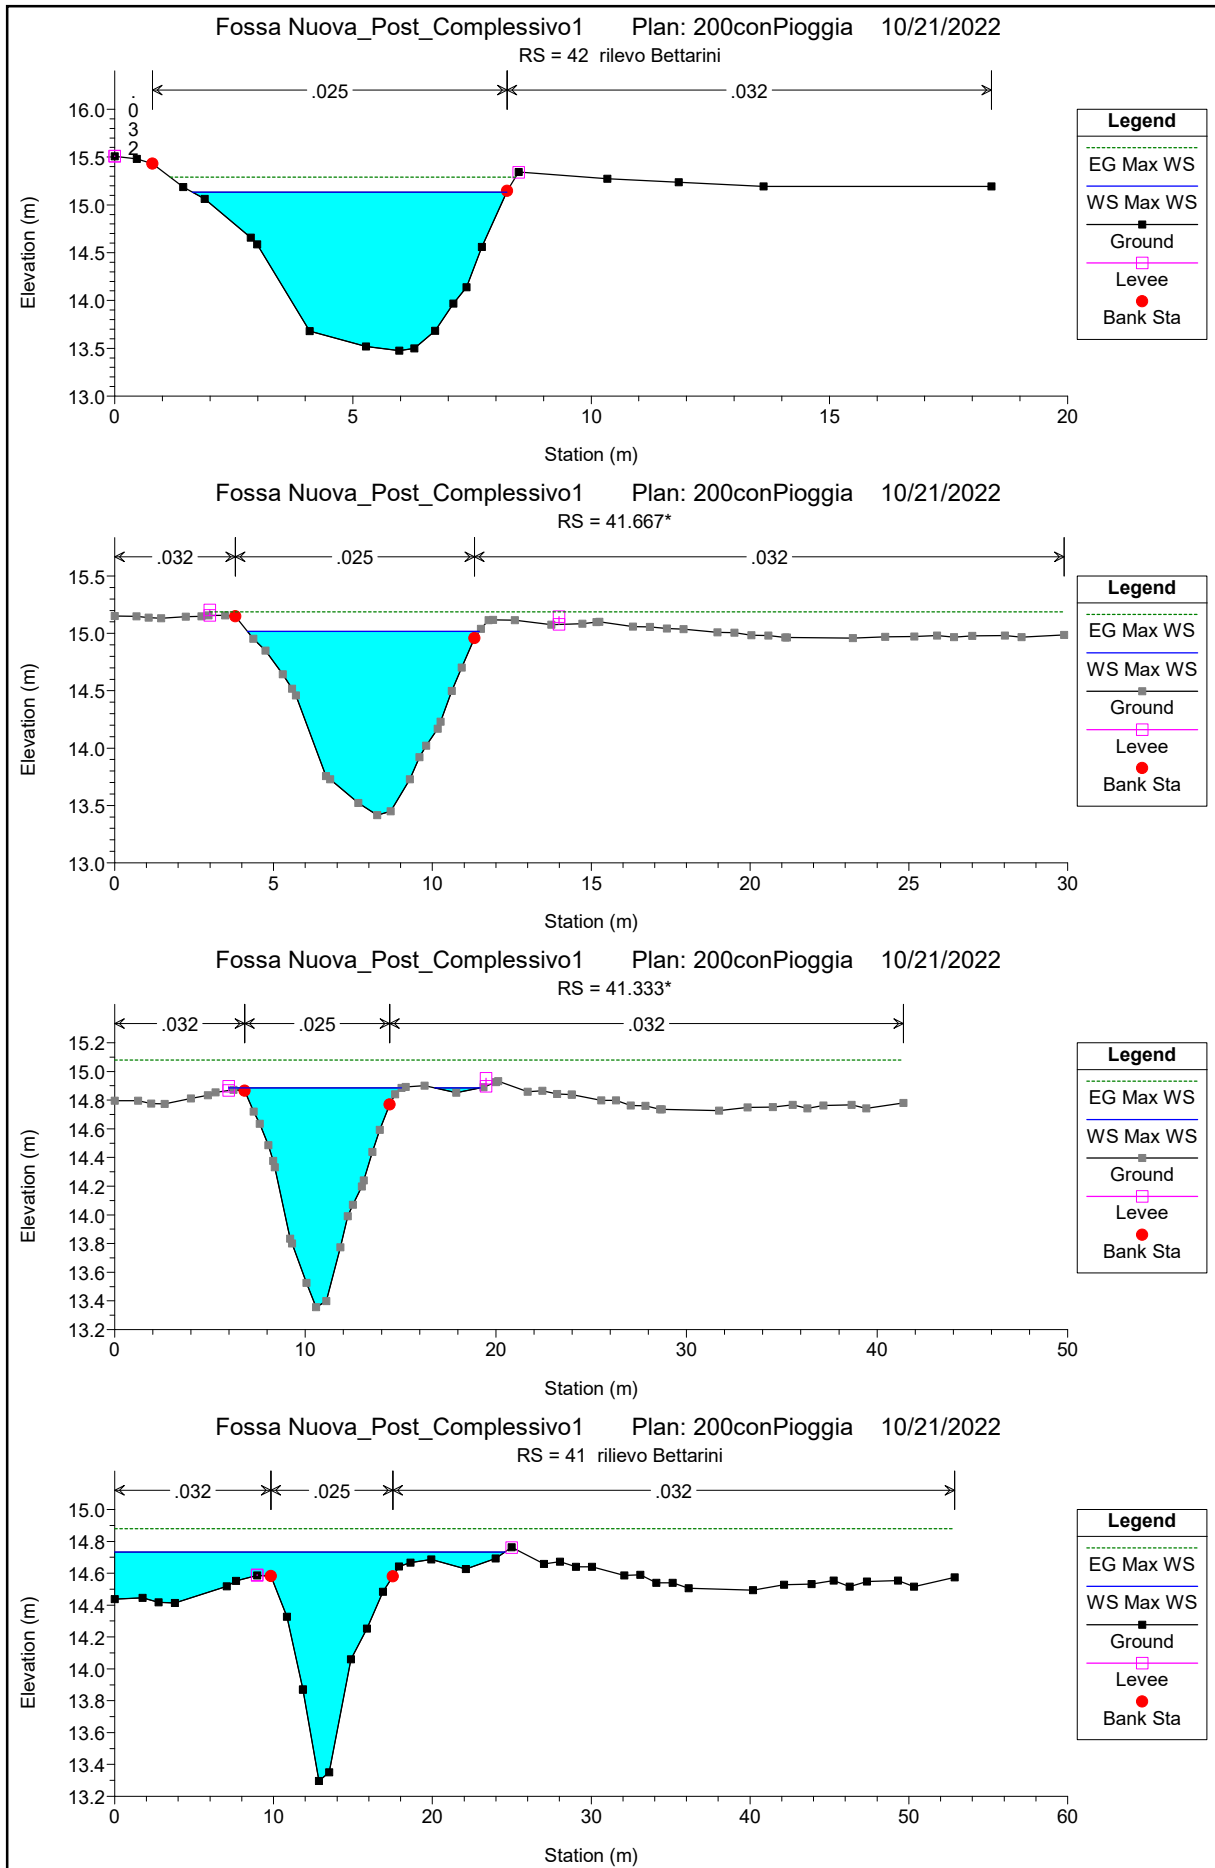 Fossa Nuova_Post_Complessivo1 Plan: 200conPioggia 10/21/2022
RS = 42 rilevo Bettarini
.032
.025
.032
16.0
15.5
15.0
14.5
14.0
13.5
13.0
Elevation (m)
0 5 10 15 20
Station (m)
Legend
EG Max WS
WS Max WS
Ground
Levee
Bank Sta
Fossa Nuova_Post_Complessivo1 Plan: 200conPioggia 10/21/2022
RS = 41.667*
.032 .025 .032
15.5
15.0
14.5
14.0
13.5
13.0
Elevation (m)
0 5 10 15 20 25 30
Station (m)
Legend
EG Max WS
WS Max WS
Ground
Levee
Bank Sta
Fossa Nuova_Post_Complessivo1 Plan: 200conPioggia 10/21/2022
RS = 41.333*
.032 .025 .032
15.2
15.0
14.8
14.6
14.4
14.2
14.0
13.8
13.6
13.4
13.2
Elevation (m)
0 10 20 30 40 50
Station (m)
Legend
EG Max WS
WS Max WS
Ground
Levee
Bank Sta
Fossa Nuova_Post_Complessivo1 Plan: 200conPioggia 10/21/2022
RS = 41 rilievo Bettarini
.032 .025 .032
15.0
14.8
14.6
14.4
14.2
14.0
13.8
13.6
13.4
13.2
Elevation (m)
0 10 20 30 40 50 60
Station (m)
Legend
EG Max WS
WS Max WS
Ground
Levee
Bank Sta